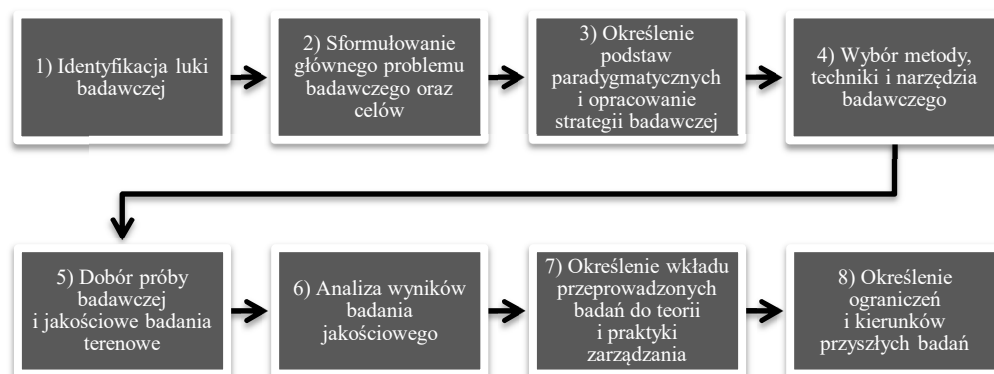 1) Identyfikacja luki
badawczej
2) Sformułowanie
głównego problemu
badawczego oraz
celów
3) Określenie
podstaw
paradygmatycznych
i opracowanie
strategii badawczej
4) Wybór metody,
techniki i narzędzia
badawczego
5) Dobór próby
badawczej
i jakościowe badania
terenowe
6) Analiza wyników
badania
jakościowego
7) Określenie wkładu
przeprowadzonych
badań do teorii
i praktyki
zarządzania
8) Określenie
ograniczeń
i kierunków
przyszłych badań